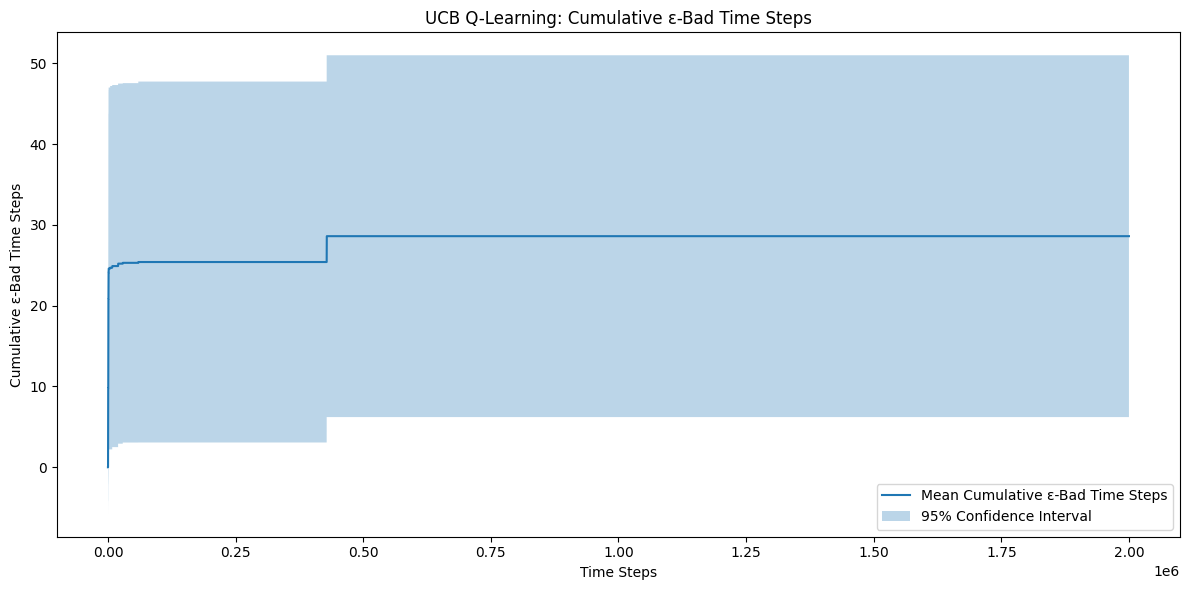 UCB Q-Learning: Cumulative ε-Bad Time Steps
Cumulative ε-Bad Time Steps
50
40
30
20
10
0
Mean Cumulative ε-Bad Time Steps
95% Confidence Interval
0.00 0.25 0.50 0.75 1.00 1.25 1.50 1.75 2.00
1e6
Time Steps